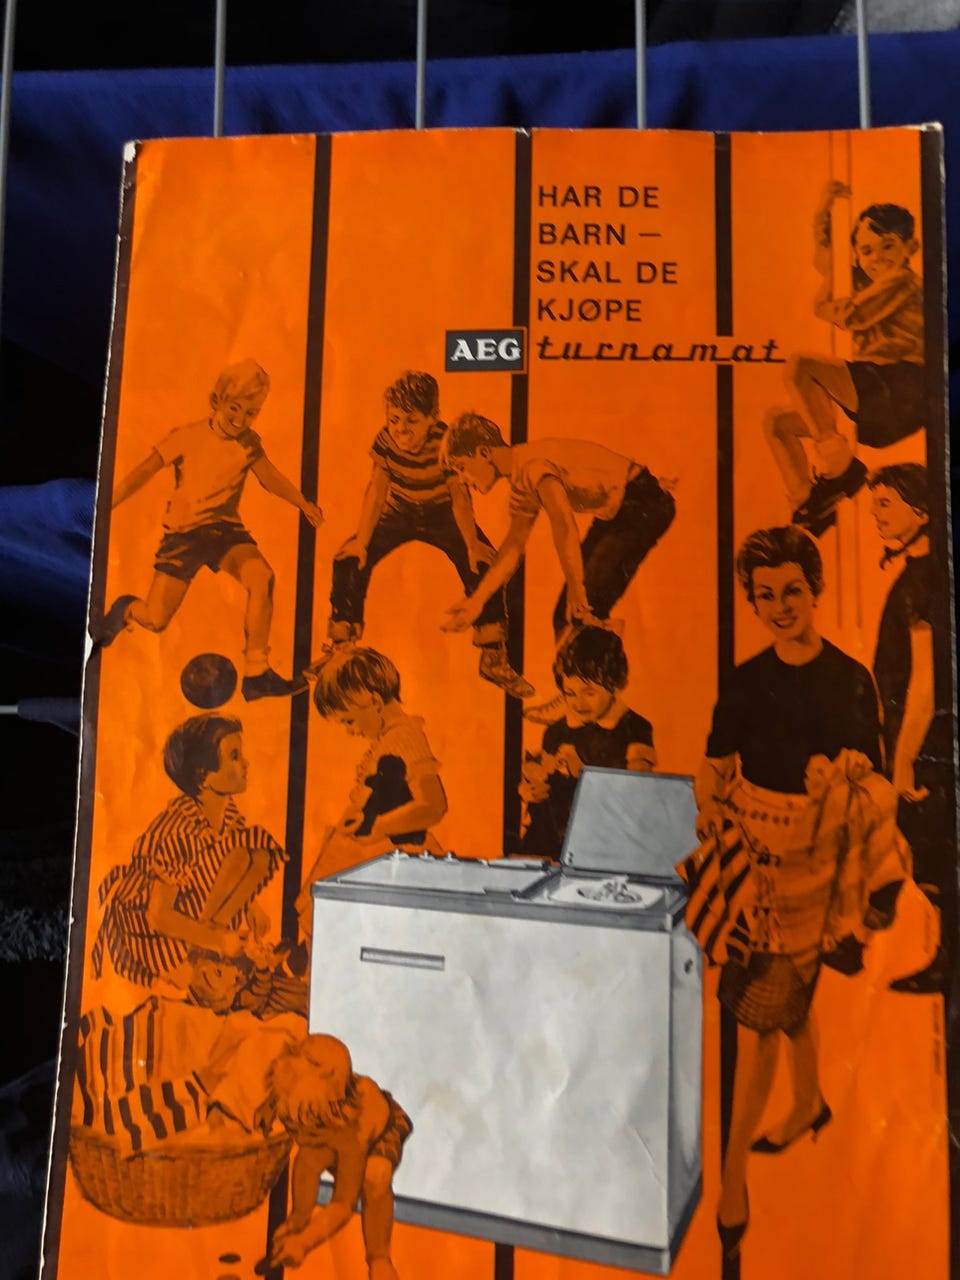 HAR DE
BARN –
SKAL DE
KJØPE
AEG turnamat